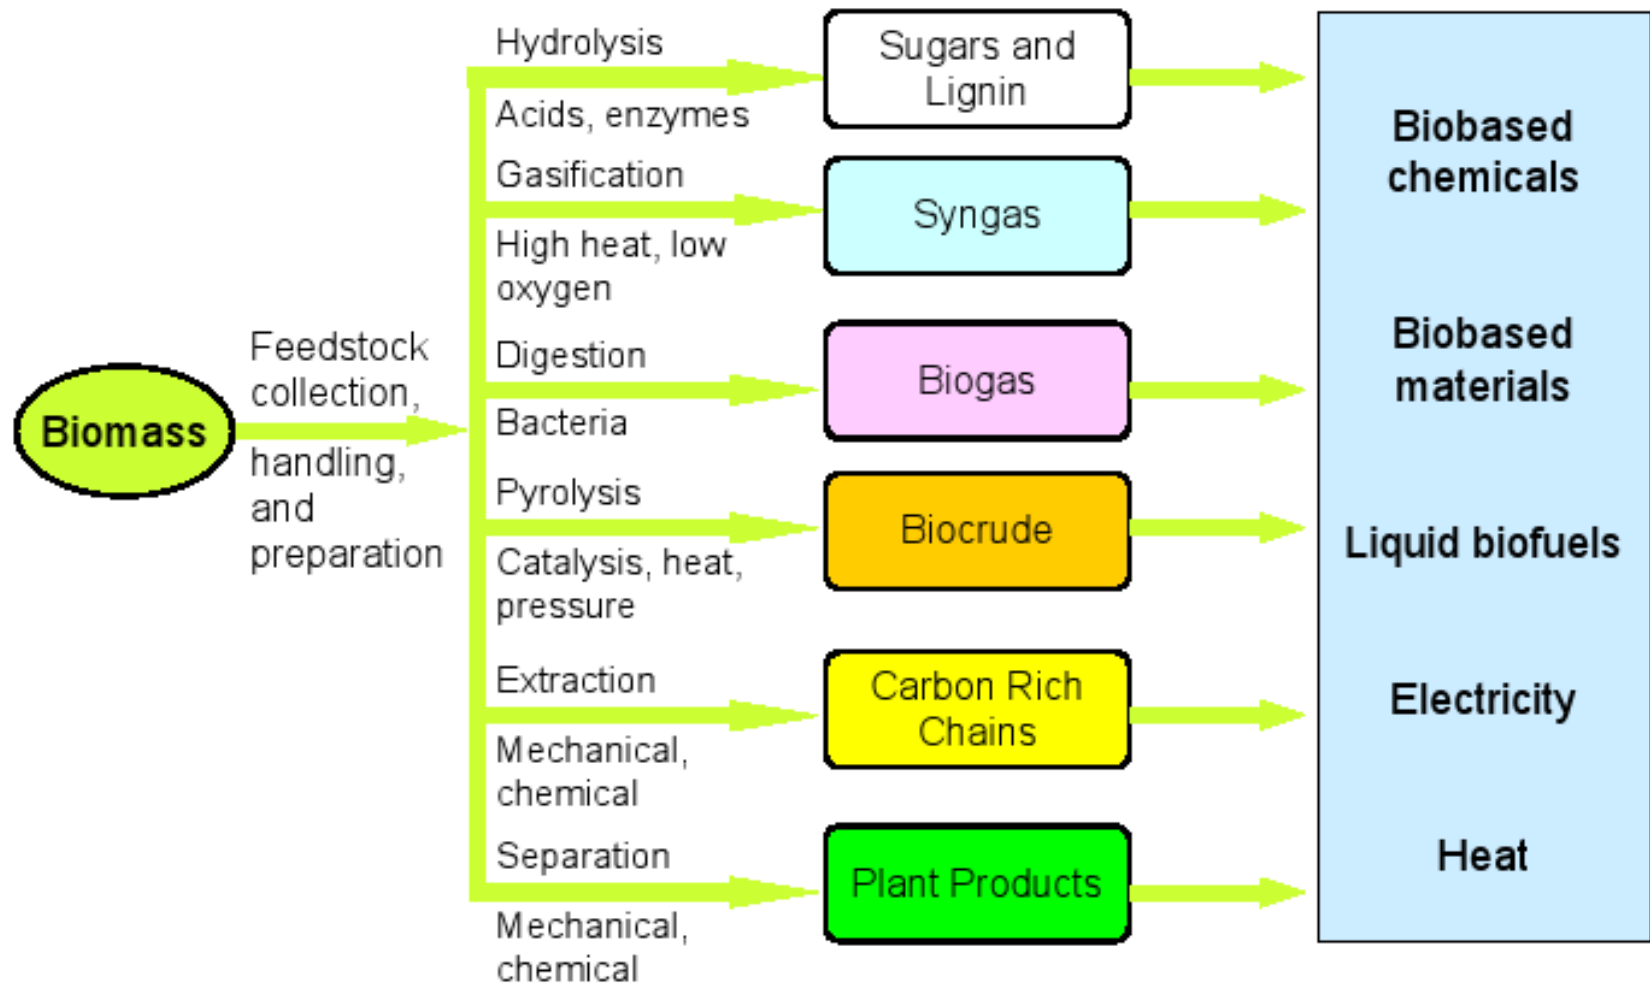 Biomass
Feedstock
collection,
handling,
and
preparation
Hydrolysis
Acids, enzymes
Sugars and
Lignin
Gasification
High heat, low
oxygen
Syngas
Digestion
Bacteria
Biogas
Pyrolysis
Catalysis, heat,
pressure
Biocrude
Extraction
Mechanical,
chemical
Carbon Rich
Chains
Separation
Mechanical,
chemical
Plant Products
Biobased
chemicals
Biobased
materials
Liquid biofuels
Electricity
Heat